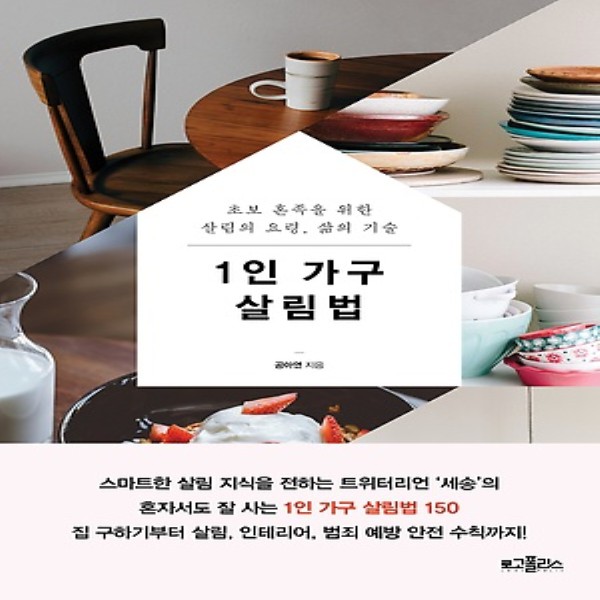 초보 혼족을 위한
살림의 요령, 삶의 기술
1인 가구
살림법
공아연 지음
스마트한 살림 지식을 전하는 트위터리언 '세송'의
혼자서도 잘 사는 1인 가구 살림법 150
집 구하기부터 살림, 인테리어, 범죄 예방 안전 수칙까지!
로고폴리스